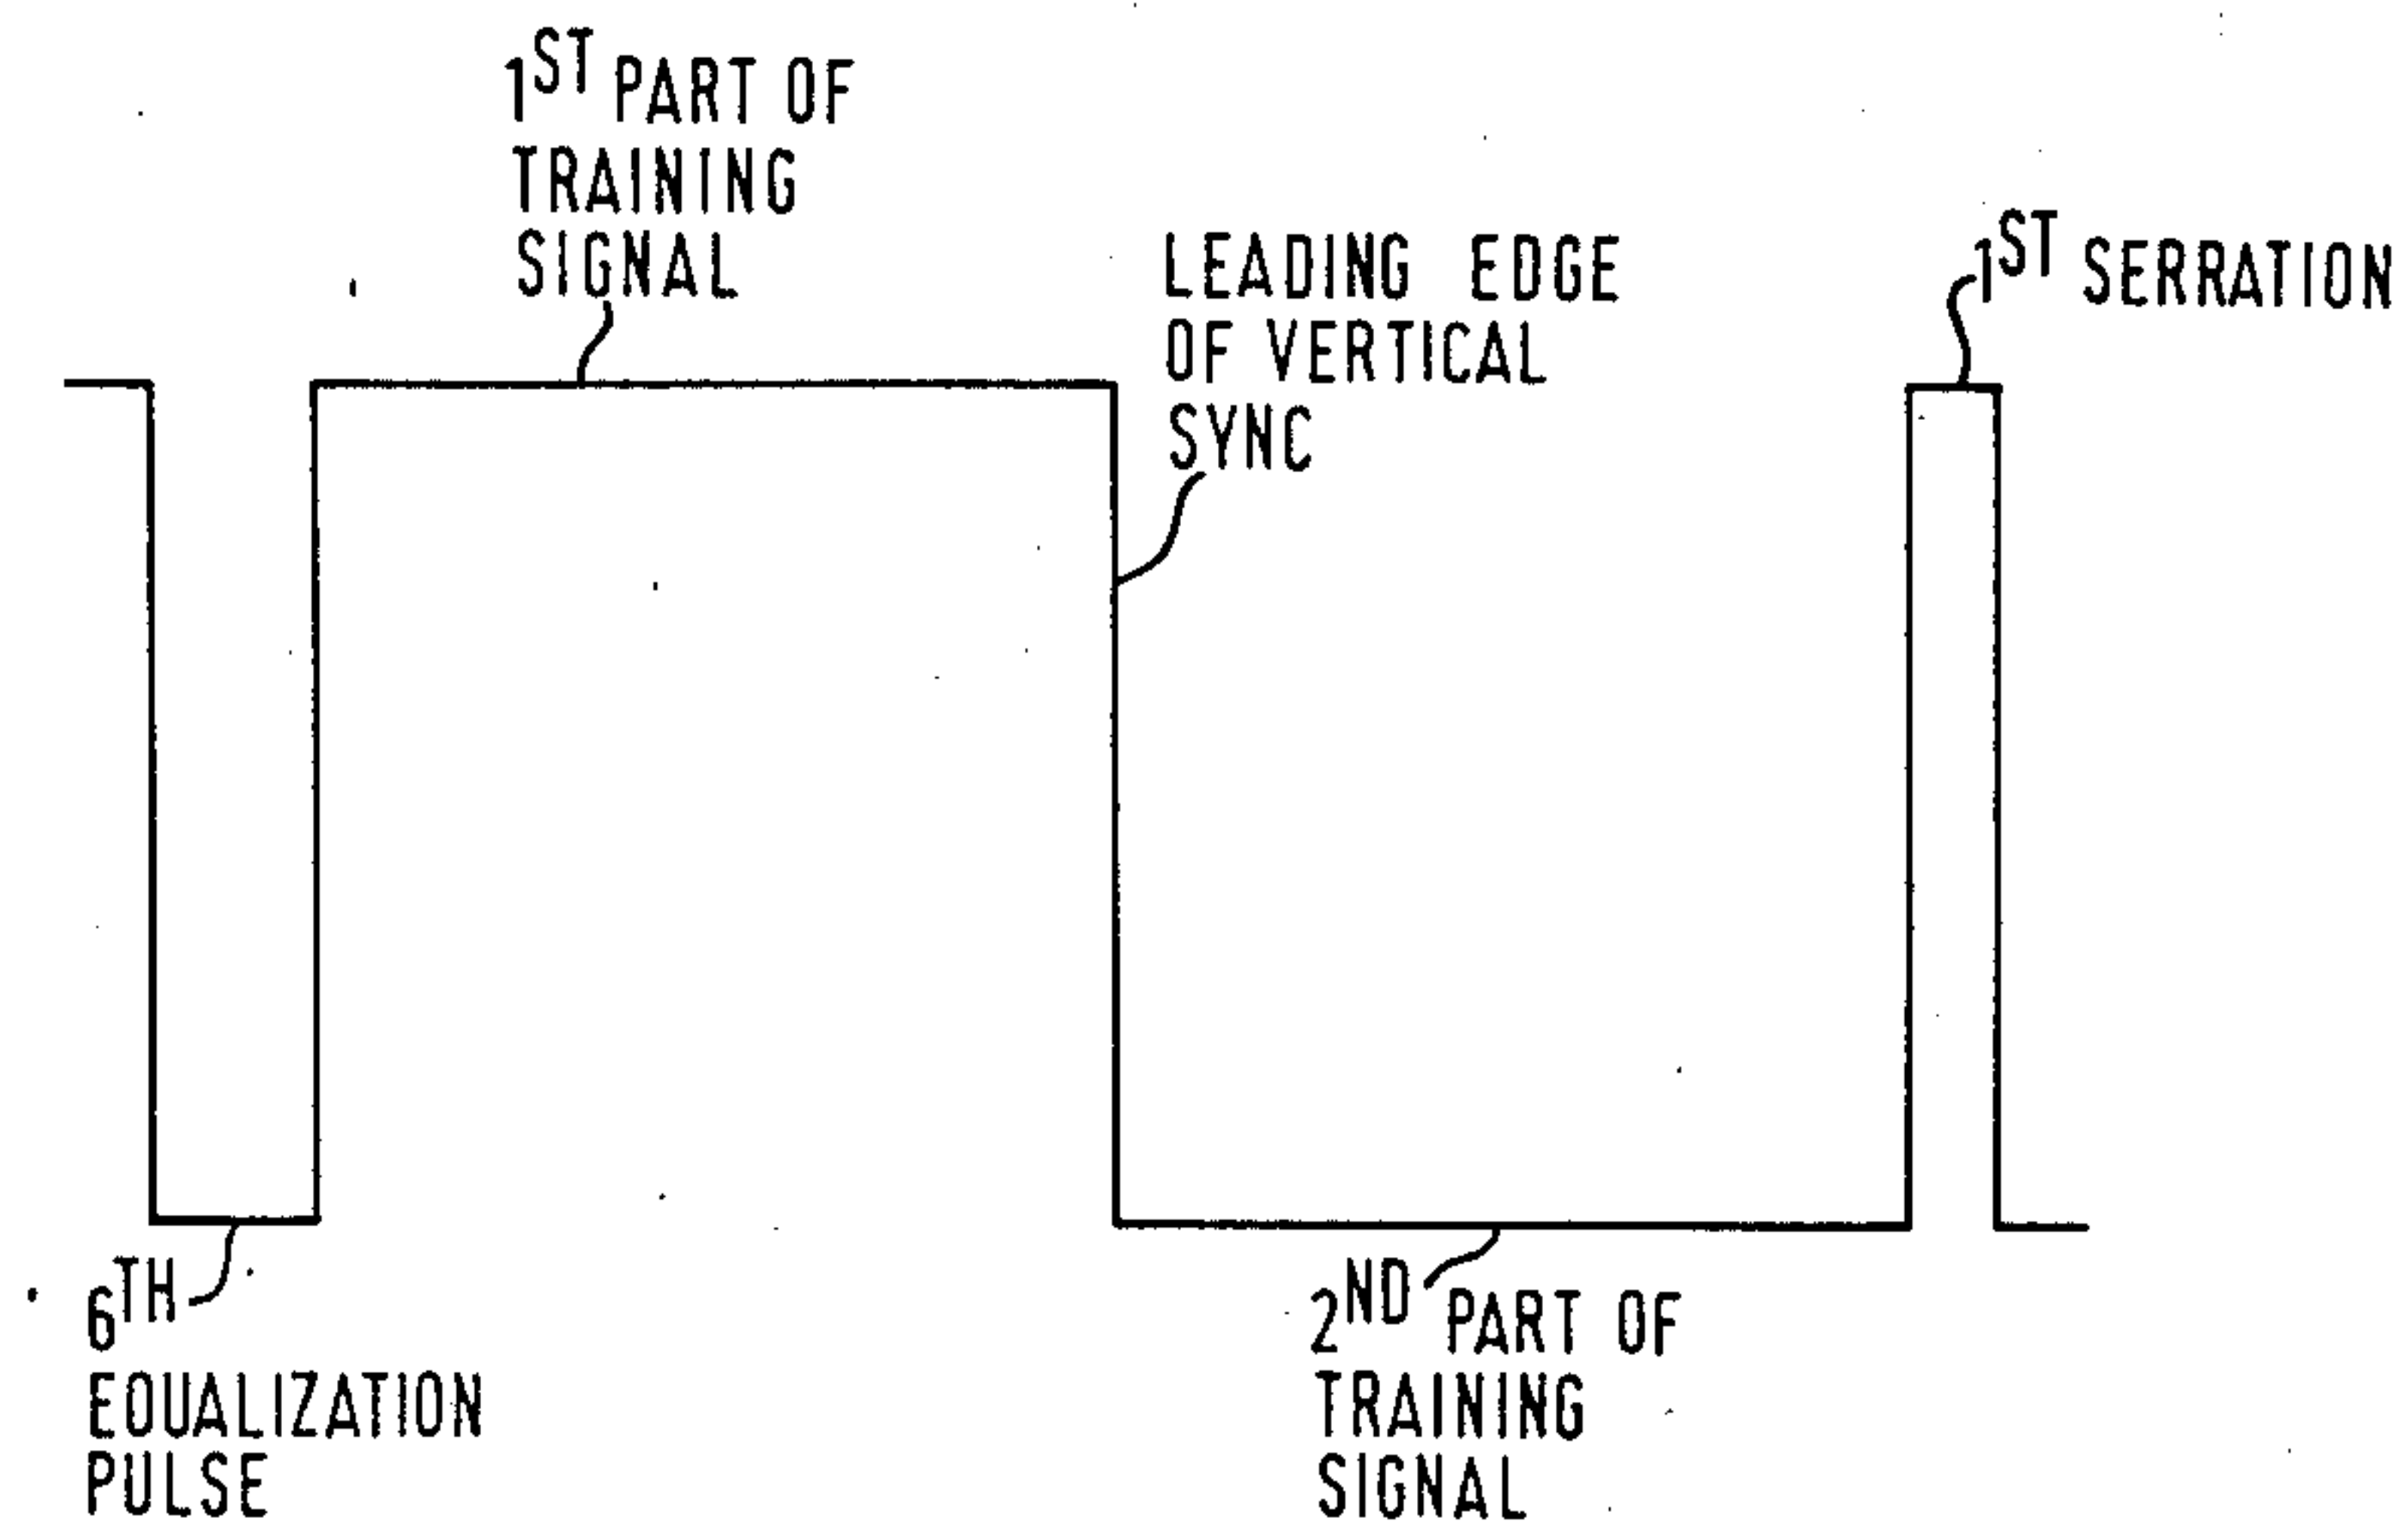 1ST PART OF
TRAINING
SIGNAL
LEADING EDGE
OF VERTICAL
SYNC
1ST SERRATION
6TH
EQUALIZATION
PULSE
2ND PART OF
TRAINING
SIGNAL